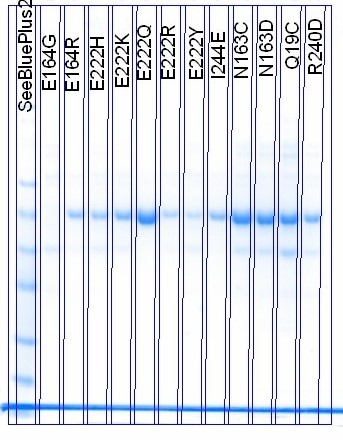 SeeBluePlus2
E164G
E164R
E222H
E222K
E222Q
E222R
E222Y
I244E
N163C
N163D
Q19C
R240D